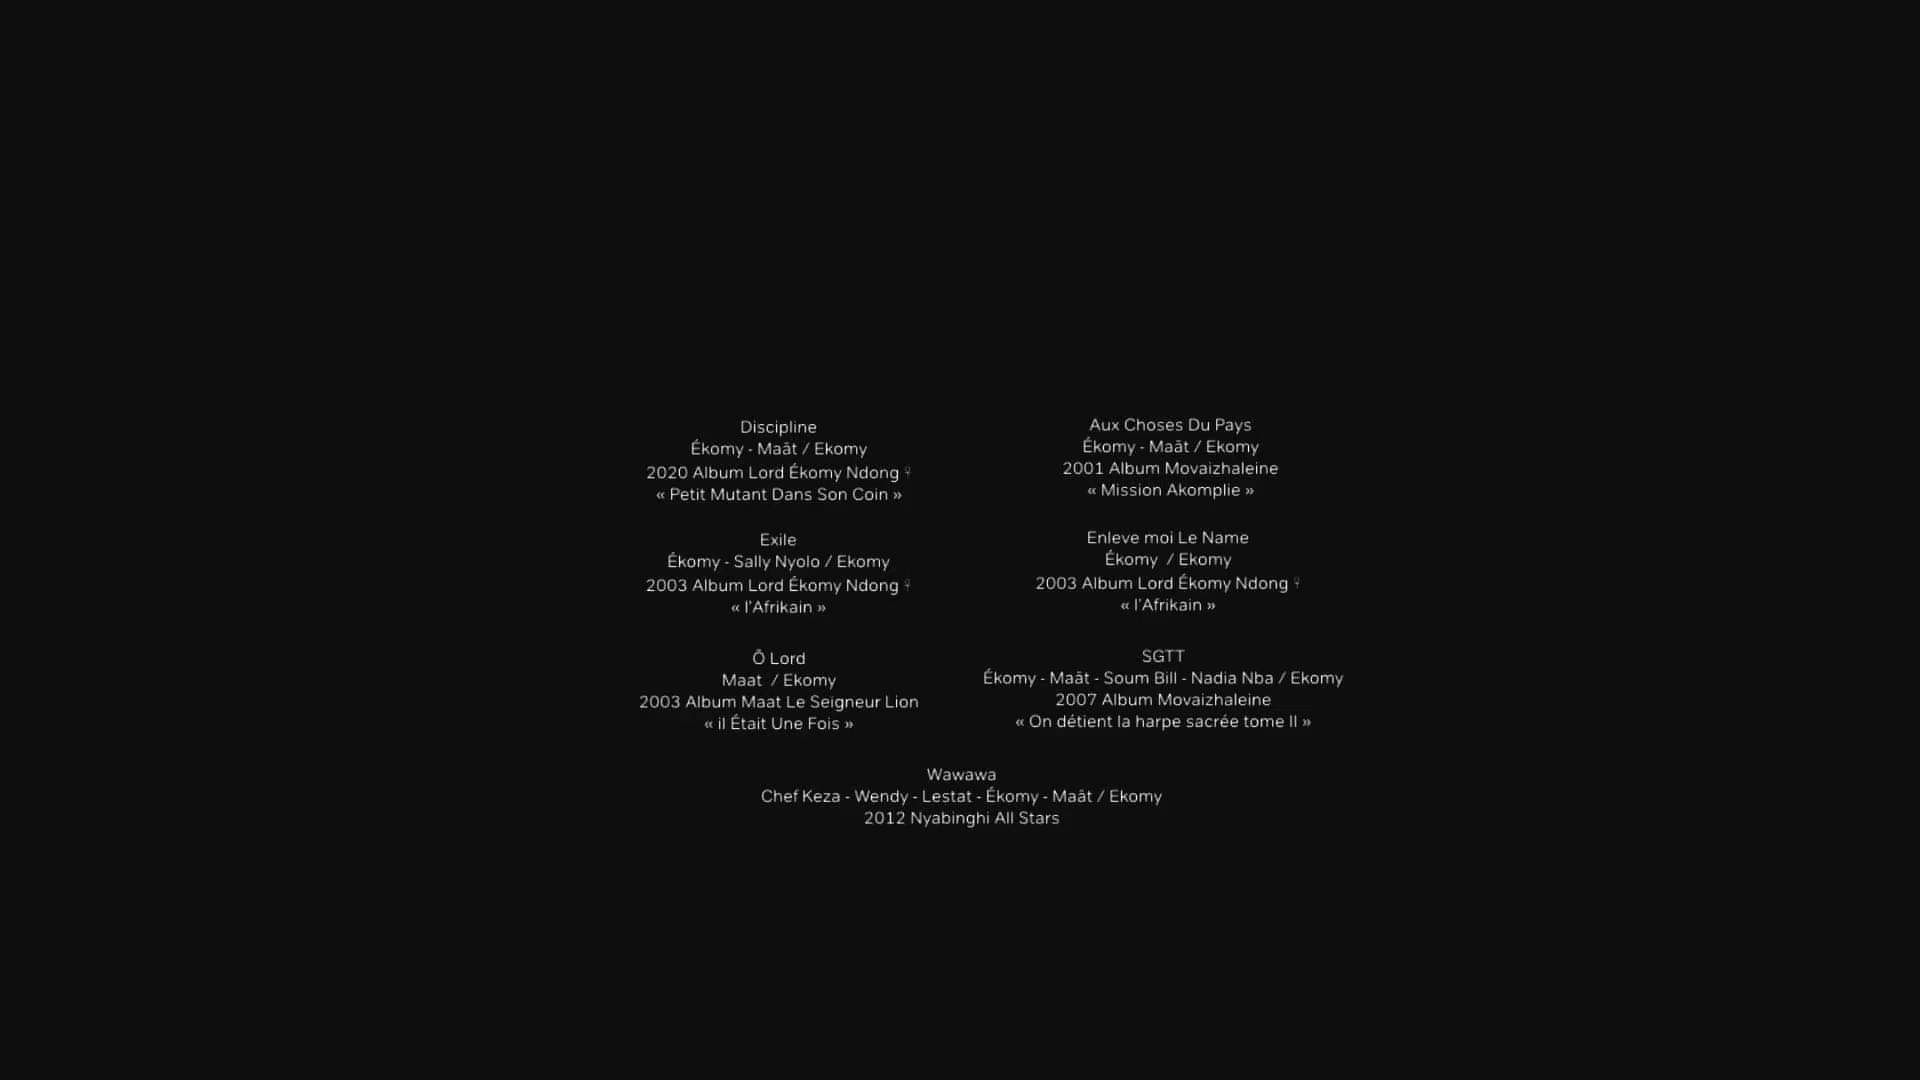 Discipline
Ékomy - Maāt / Ekomy
2020 Album Lord Ékomy Ndong ♀
« Petit Mutant Dans Son Coin »
Aux Choses Du Pays
Ékomy - Maāt / Ekomy
2001 Album Movaizhaleine
« Mission Akomplie »
Exile
Ékomy - Sally Nyolo / Ekomy
2003 Album Lord Ékomy Ndong ♀
« l'Afrikain »
Enleve moi Le Name
Ékomy / Ekomy
2003 Album Lord Ékomy Ndong ♀
« l'Afrikain »
Ō Lord
Maat / Ekomy
2003 Album Maat Le Seigneur Lion
« il Était Une Fois »
SGTT
Ékomy - Maāt - Soum Bill - Nadia Nba / Ekomy
2007 Album Movaizhaleine
« On détient la harpe sacrée tome II »
Wawawa
Chef Keza - Wendy - Lestat - Ékomy - Maāt / Ekomy
2012 Nyabinghi All Stars